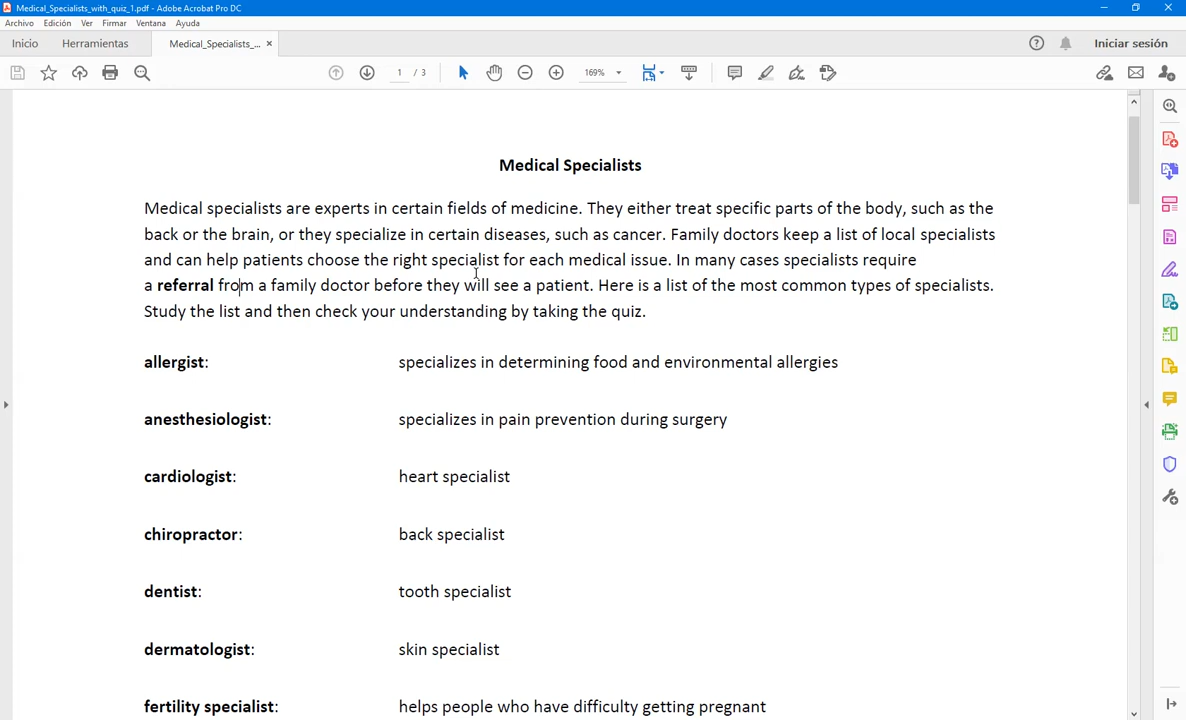 Medical_Specialists_with_quiz_1.pdf - Adobe Acrobat Pro DC
Archivo Edición Ver Firmar Ventana Ayuda
Inicio Herramientas Medical_Specialists_... × Iniciar sesión
1 / 3 169%
Medical Specialists
Medical specialists are experts in certain fields of medicine. They either treat specific parts of the body, such as the
back or the brain, or they specialize in certain diseases, such as cancer. Family doctors keep a list of local specialists
and can help patients choose the right specialist for each medical issue. In many cases specialists require
a referral from a family doctor before they will see a patient. Here is a list of the most common types of specialists.
Study the list and then check your understanding by taking the quiz.
allergist: specializes in determining food and environmental allergies
anesthesiologist: specializes in pain prevention during surgery
cardiologist: heart specialist
chiropractor: back specialist
dentist: tooth specialist
dermatologist: skin specialist
fertility specialist: helps people who have difficulty getting pregnant